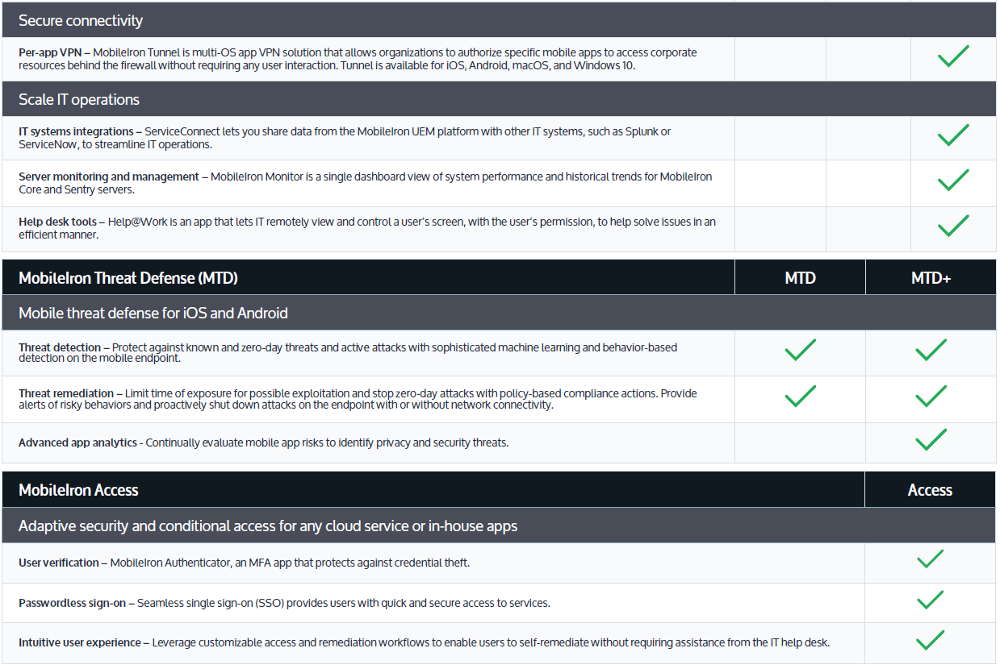 Secure connectivity
Per-app VPN – MobileIron Tunnel is multi-OS app VPN solution that allows organizations to authorize specific mobile apps to access corporate
resources behind the firewall without requiring any user interaction. Tunnel is available for iOS, Android, macOS, and Windows 10.
Scale IT operations
IT systems integrations – ServiceConnect lets you share data from the MobileIron UEM platform with other IT systems, such as Splunk or
ServiceNow, to streamline IT operations.
Server monitoring and management – MobileIron Monitor is a single dashboard view of system performance and historical trends for MobileIron
Core and Sentry servers.
Help desk tools – Help@Work is an app that lets IT remotely view and control a user's screen, with the user's permission, to help solve issues in an
efficient manner.
MobileIron Threat Defense (MTD) MTD MTD+
Mobile threat defense for iOS and Android
Threat detection – Protect against known and zero-day threats and active attacks with sophisticated machine learning and behavior-based
detection on the mobile endpoint.
Threat remediation – Limit time of exposure for possible exploitation and stop zero-day attacks with policy-based compliance actions. Provide
alerts of risky behaviors and proactively shut down attacks on the endpoint with or without network connectivity.
Advanced app analytics - Continually evaluate mobile app risks to identify privacy and security threats.
MobileIron Access Access
Adaptive security and conditional access for any cloud service or in-house apps
User verification – MobileIron Authenticator, an MFA app that protects against credential theft.
Passwordless sign-on – Seamless single sign-on (SSO) provides users with quick and secure access to services.
Intuitive user experience – Leverage customizable access and remediation workflows to enable users to self-remediate without requiring assistance from the IT help desk.